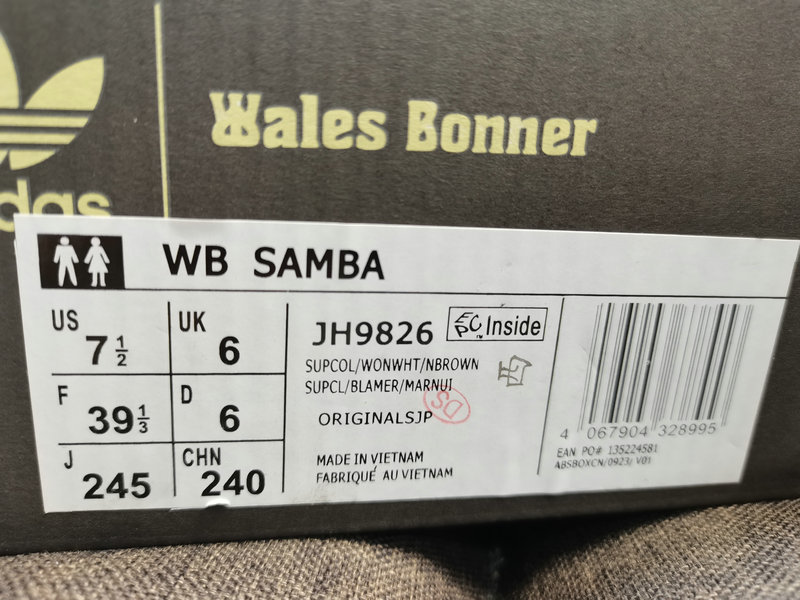 Wales Bonner
das
WB SAMBA
US 7 1/2
UK 6
F 39 1/3
D 6
J 245
CHN 240
JH9826
EPC Inside
SUPCOL/WONWHT/NBROWN
SUPCL/BLAMER/MARNUI
ORIGINALSJP
DS
MADE IN VIETNAM
FABRIQUÉ AU VIETNAM
4 067904 328995
EAN PO# 135224581
ABSBOXCN/0923/ V01